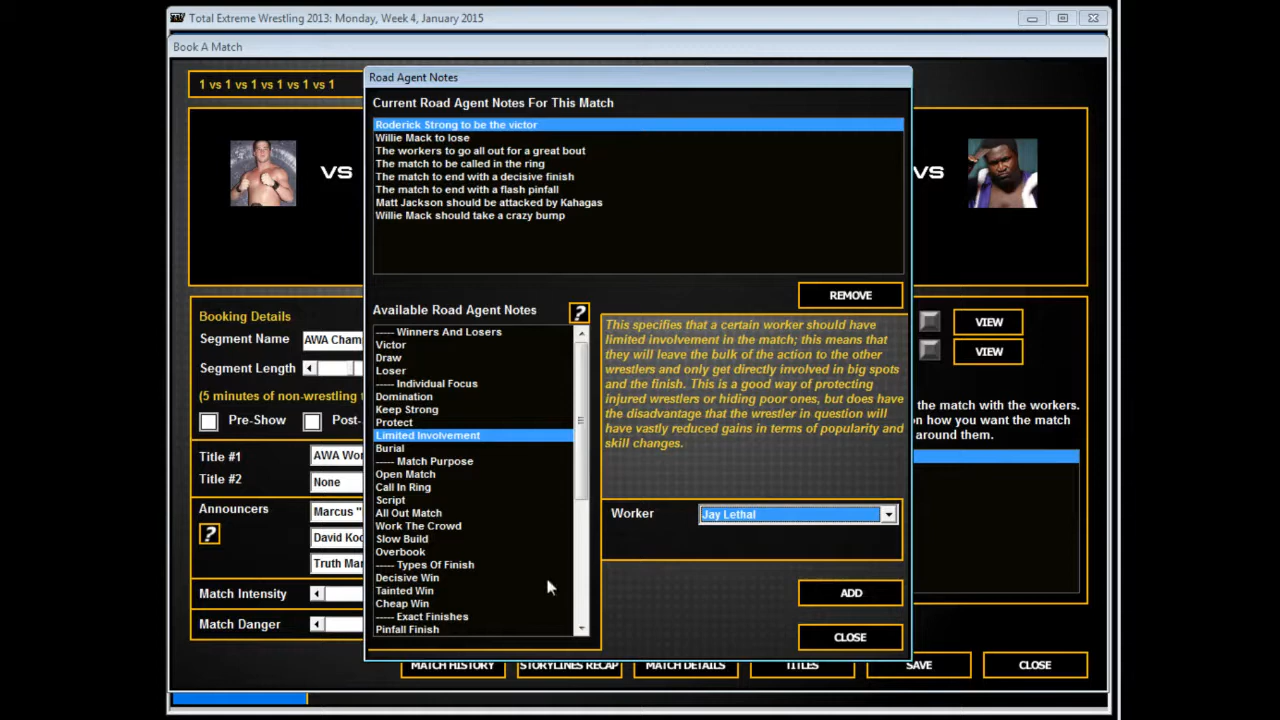 Total Extreme Wrestling 2013: Monday, Week 4, January 2015
Book A Match
1 vs 1 vs 1 vs 1 vs 1 vs 1
VS
VS
Booking Details
Segment Name
AWA Cham
Segment Length
(5 minutes of non-wrestling
Pre-Show
Post-
Title #1
AWA Wor
Title #2
None
Announcers
Marcus "
?
David Koc
Truth Mar
Match Intensity
Match Danger
Road Agent Notes
Current Road Agent Notes For This Match
Roderick Strong to be the victor
Willie Mack to lose
The workers to go all out for a great bout
The match to be called in the ring
The match to end with a decisive finish
The match to end with a flash pinfall
Matt Jackson should be attacked by Kahagas
Willie Mack should take a crazy bump
REMOVE
Available Road Agent Notes
?
----- Winners And Losers
Victor
Draw
Loser
----- Individual Focus
Domination
Keep Strong
Protect
Limited Involvement
Burial
----- Match Purpose
Open Match
Call In Ring
Script
All Out Match
Work The Crowd
Slow Build
Overbook
----- Types Of Finish
Decisive Win
Tainted Win
Cheap Win
----- Exact Finishes
Pinfall Finish
This specifies that a certain worker should have
limited involvement in the match; this means that
they will leave the bulk of the action to the other
wrestlers and only get directly involved in big spots
and the finish. This is a good way of protecting
injured wrestlers or hiding poor ones, but does have
the disadvantage that the wrestler in question will
have vastly reduced gains in terms of popularity and
skill changes.
Worker
Jay Lethal
ADD
CLOSE
VIEW
VIEW
the match with the workers.
n how you want the match
around them.
MATCH HISTORY
STORYLINES RECAP
MATCH DETAILS
TITLES
SAVE
CLOSE